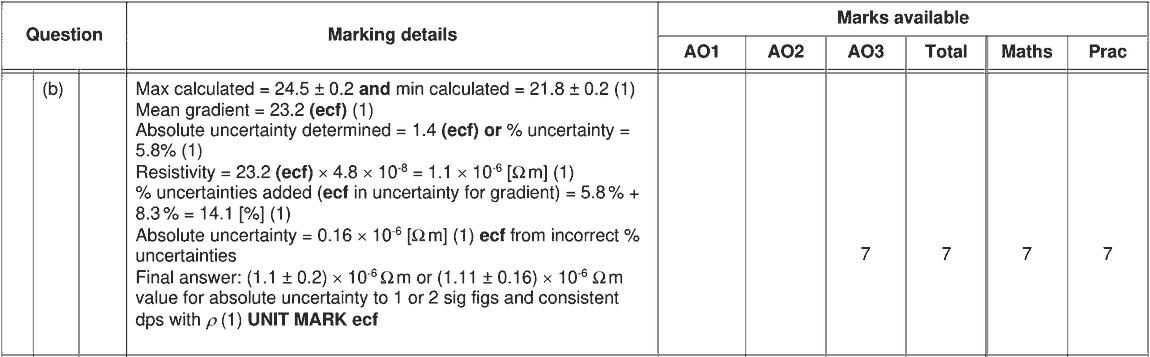 Question Marking details Marks available
AO1 AO2 AO3 Total Maths Prac
(b) Max calculated = 24.5 ± 0.2 and min calculated = 21.8 ± 0.2 (1)
Mean gradient = 23.2 (ecf) (1)
Absolute uncertainty determined = 1.4 (ecf) or % uncertainty =
5.8% (1)
Resistivity = 23.2 (ecf) × 4.8 × 10⁻⁸ = 1.1 × 10⁻⁶ [Ω m] (1)
% uncertainties added (ecf in uncertainty for gradient) = 5.8 % +
8.3 % = 14.1 [%] (1)
Absolute uncertainty = 0.16 × 10⁻⁶ [Ω m] (1) ecf from incorrect %
uncertainties 7 7 7 7
Final answer: (1.1 ± 0.2) × 10⁻⁶ Ω m or (1.11 ± 0.16) × 10⁻⁶ Ω m
value for absolute uncertainty to 1 or 2 sig figs and consistent
dps with ρ (1) UNIT MARK ecf